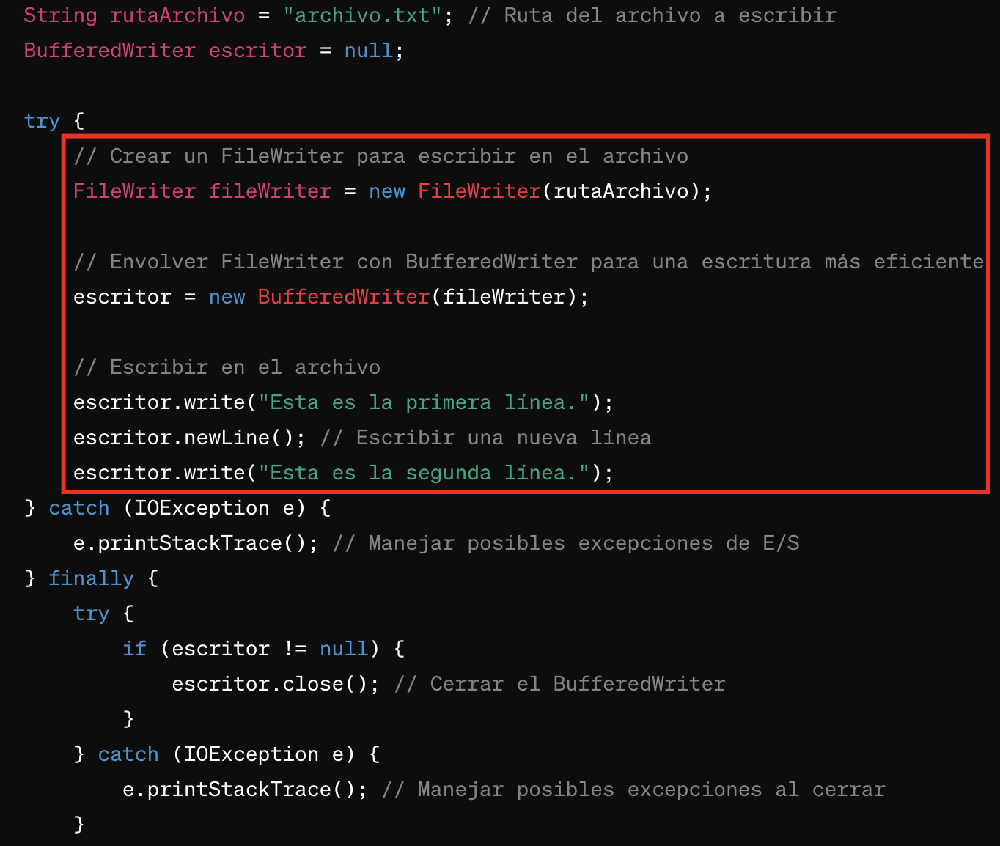 String rutaArchivo = "archivo.txt"; // Ruta del archivo a escribir
BufferedWriter escritor = null;
try {
// Crear un FileWriter para escribir en el archivo
FileWriter fileWriter = new FileWriter(rutaArchivo);
// Envolver FileWriter con BufferedWriter para una escritura más eficiente
escritor = new BufferedWriter(fileWriter);
// Escribir en el archivo
escritor.write("Esta es la primera línea.");
escritor.newLine(); // Escribir una nueva línea
escritor.write("Esta es la segunda línea.");
} catch (IOException e) {
e.printStackTrace(); // Manejar posibles excepciones de E/S
} finally {
try {
if (escritor != null) {
escritor.close(); // Cerrar el BufferedWriter
}
} catch (IOException e) {
e.printStackTrace(); // Manejar posibles excepciones al cerrar
}